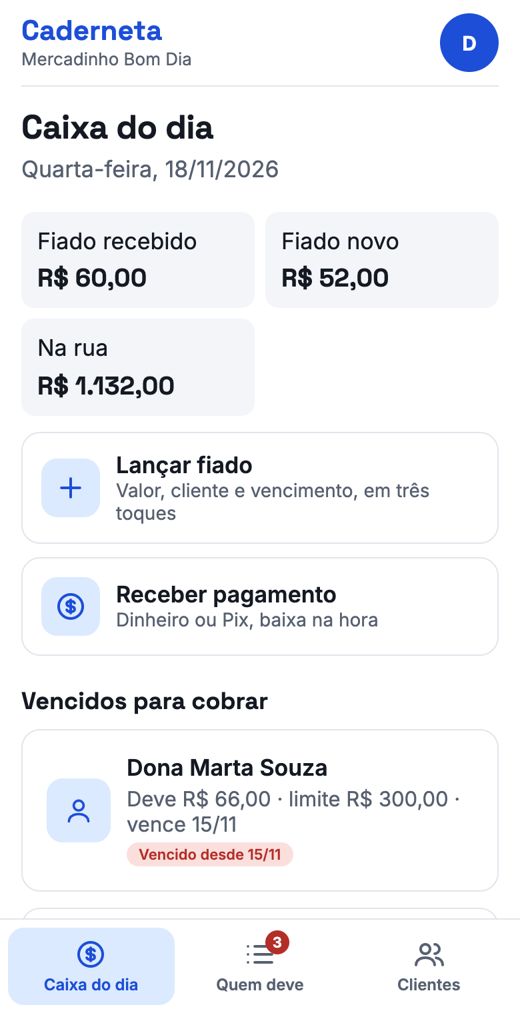 Caderneta
Mercadinho Bom Dia
D
Caixa do dia
Quarta-feira, 18/11/2026
Fiado recebido
R$ 60,00
Fiado novo
R$ 52,00
Na rua
R$ 1.132,00
Lançar fiado
Valor, cliente e vencimento, em três
toques
Receber pagamento
Dinheiro ou Pix, baixa na hora
Vencidos para cobrar
Dona Marta Souza
Deve R$ 66,00 · limite R$ 300,00 ·
vence 15/11
Vencido desde 15/11
Caixa do dia
3
Quem deve
Clientes